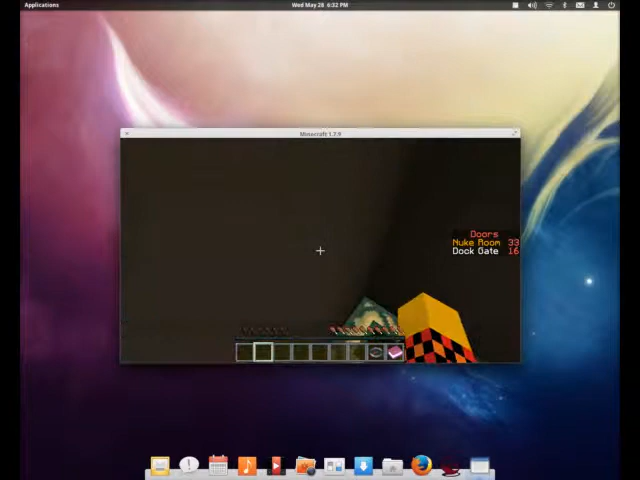 Applications
Wed May 28 6:32 PM
Minecraft 1.7.9
Doors
Nuke Room 33
Dock Gate 16